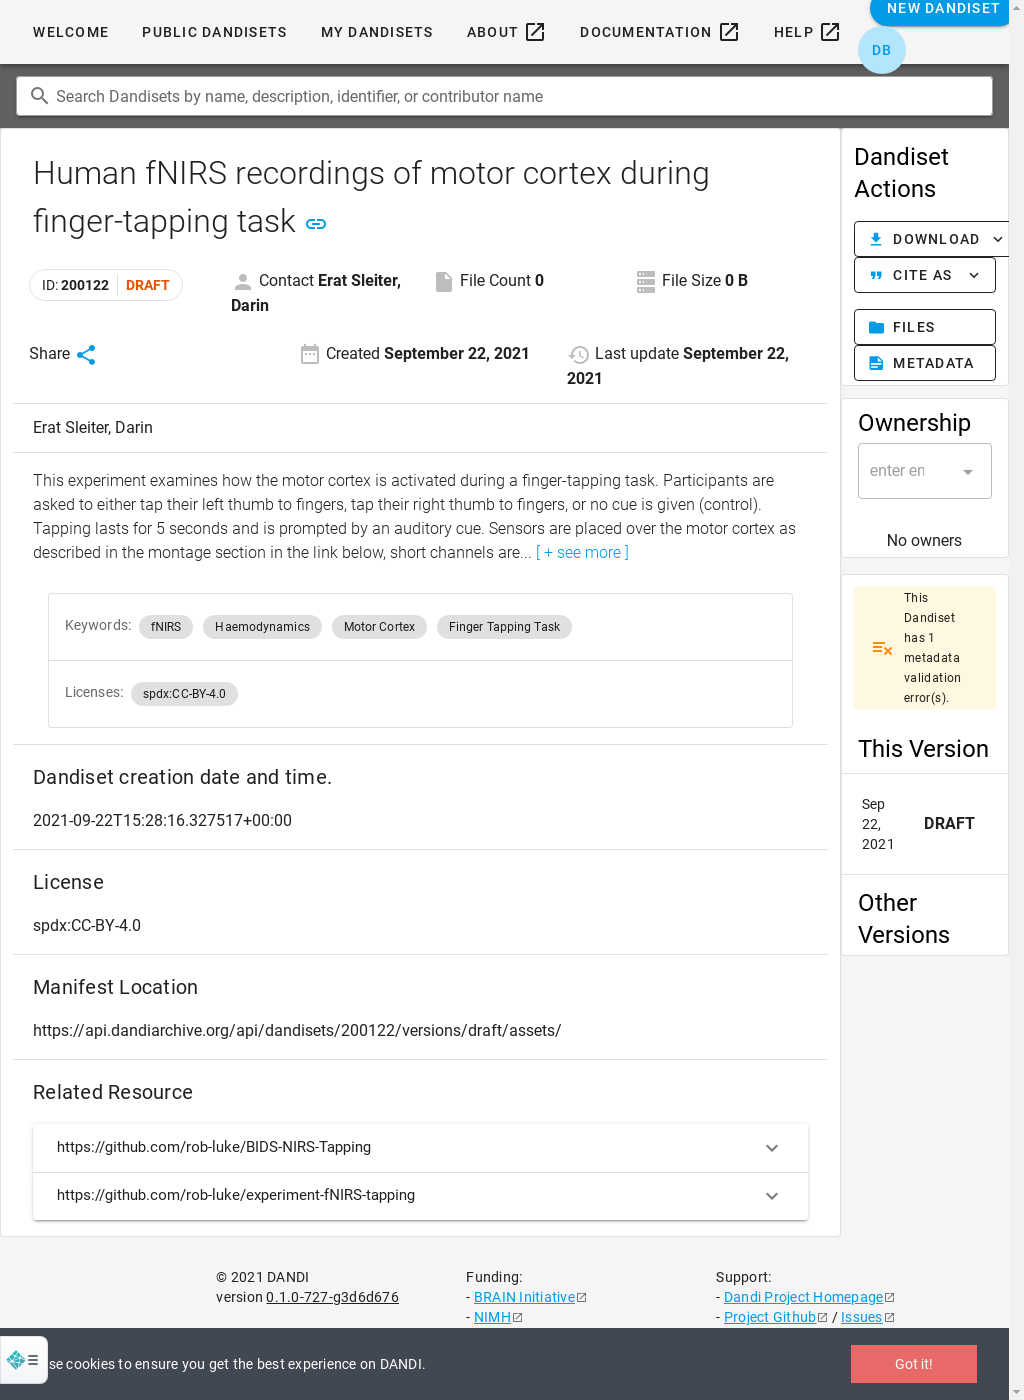 WELCOME PUBLIC DANDISETS MY DANDISETS ABOUT DOCUMENTATION HELP NEW DANDISET
DB
Search Dandisets by name, description, identifier, or contributor name
Human fNIRS recordings of motor cortex during
finger-tapping task
ID: 200122 DRAFT
Contact Erat Sleiter, Darin
File Count 0
File Size 0 B
Share
Created September 22, 2021
Last update September 22, 2021
Erat Sleiter, Darin
This experiment examines how the motor cortex is activated during a finger-tapping task. Participants are
asked to either tap their left thumb to fingers, tap their right thumb to fingers, or no cue is given (control).
Tapping lasts for 5 seconds and is prompted by an auditory cue. Sensors are placed over the motor cortex as
described in the montage section in the link below, short channels are... [ + see more ]
Keywords: fNIRS Haemodynamics Motor Cortex Finger Tapping Task
Licenses: spdx:CC-BY-4.0
Dandiset creation date and time.
2021-09-22T15:28:16.327517+00:00
License
spdx:CC-BY-4.0
Manifest Location
https://api.dandiarchive.org/api/dandisets/200122/versions/draft/assets/
Related Resource
https://github.com/rob-luke/BIDS-NIRS-Tapping
https://github.com/rob-luke/experiment-fNIRS-tapping
Dandiset
Actions
DOWNLOAD
CITE AS
FILES
METADATA
Ownership
enter en
No owners
This
Dandiset
has 1
metadata
validation
error(s).
This Version
Sep
22,
2021
DRAFT
Other
Versions
© 2021 DANDI
version 0.1.0-727-g3d6d676
Funding:
- BRAIN Initiative
- NIMH
Support:
- Dandi Project Homepage
- Project Github / Issues
se cookies to ensure you get the best experience on DANDI.
Got it!